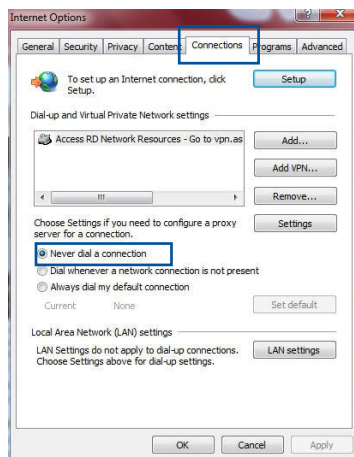 Internet Options
General Security Privacy Content Connections Programs Advanced
To set up an Internet connection, click
Setup.
Setup
Dial-up and Virtual Private Network settings
Access RD Network Resources - Go to vpn.as
Add...
Add VPN...
Remove...
Choose Settings if you need to configure a proxy
server for a connection.
Settings
Never dial a connection
Dial whenever a network connection is not present
Always dial my default connection
Current None
Set default
Local Area Network (LAN) settings
LAN Settings do not apply to dial-up connections.
Choose Settings above for dial-up settings.
LAN settings
OK Cancel Apply